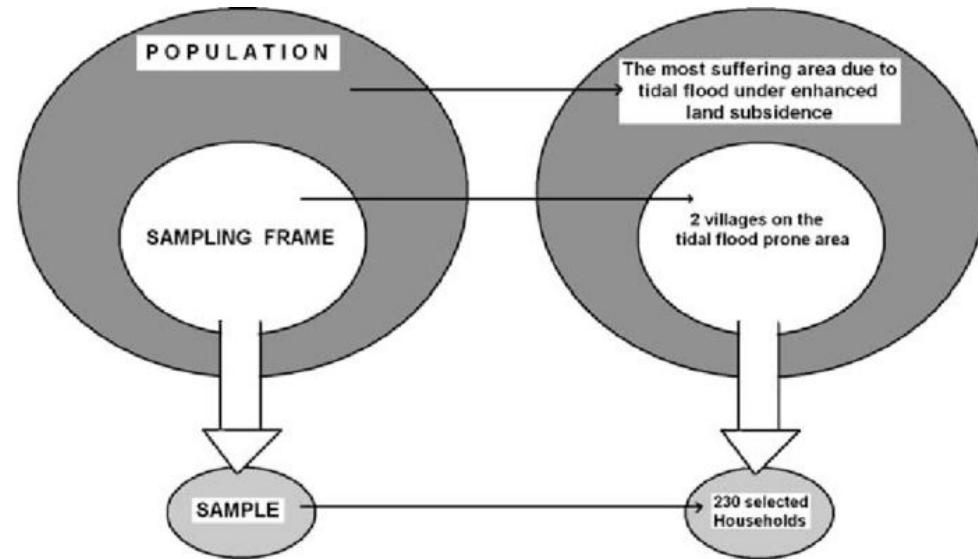 POPULATION
The most suffering area due to
tidal flood under enhanced
land subsidence
SAMPLING FRAME
2 villages on the
tidal flood prone area
SAMPLE
230 selected
Households